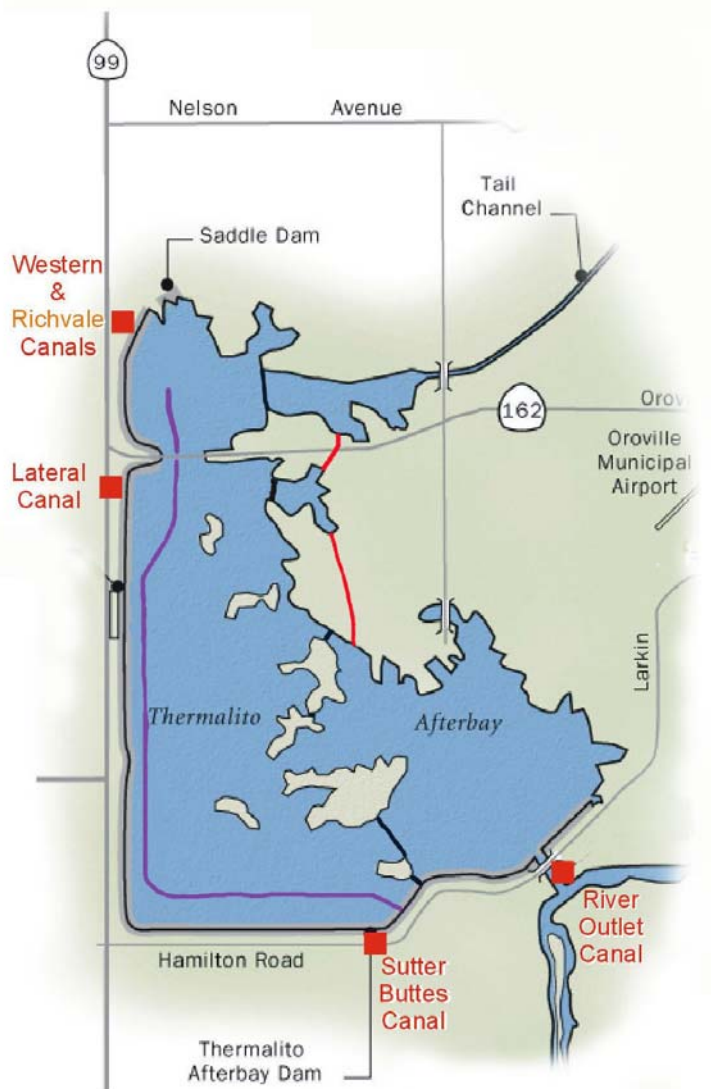 99
Nelson Avenue
Tail
Channel
Saddle Dam
Western
&
Richvale
Canals
162
Orov
Oroville
Municipal
Airport
Lateral
Canal
Larkin
Thermalito Afterbay
River
Outlet
Canal
Hamilton Road
Sutter
Buttes
Canal
Thermalito
Afterbay Dam